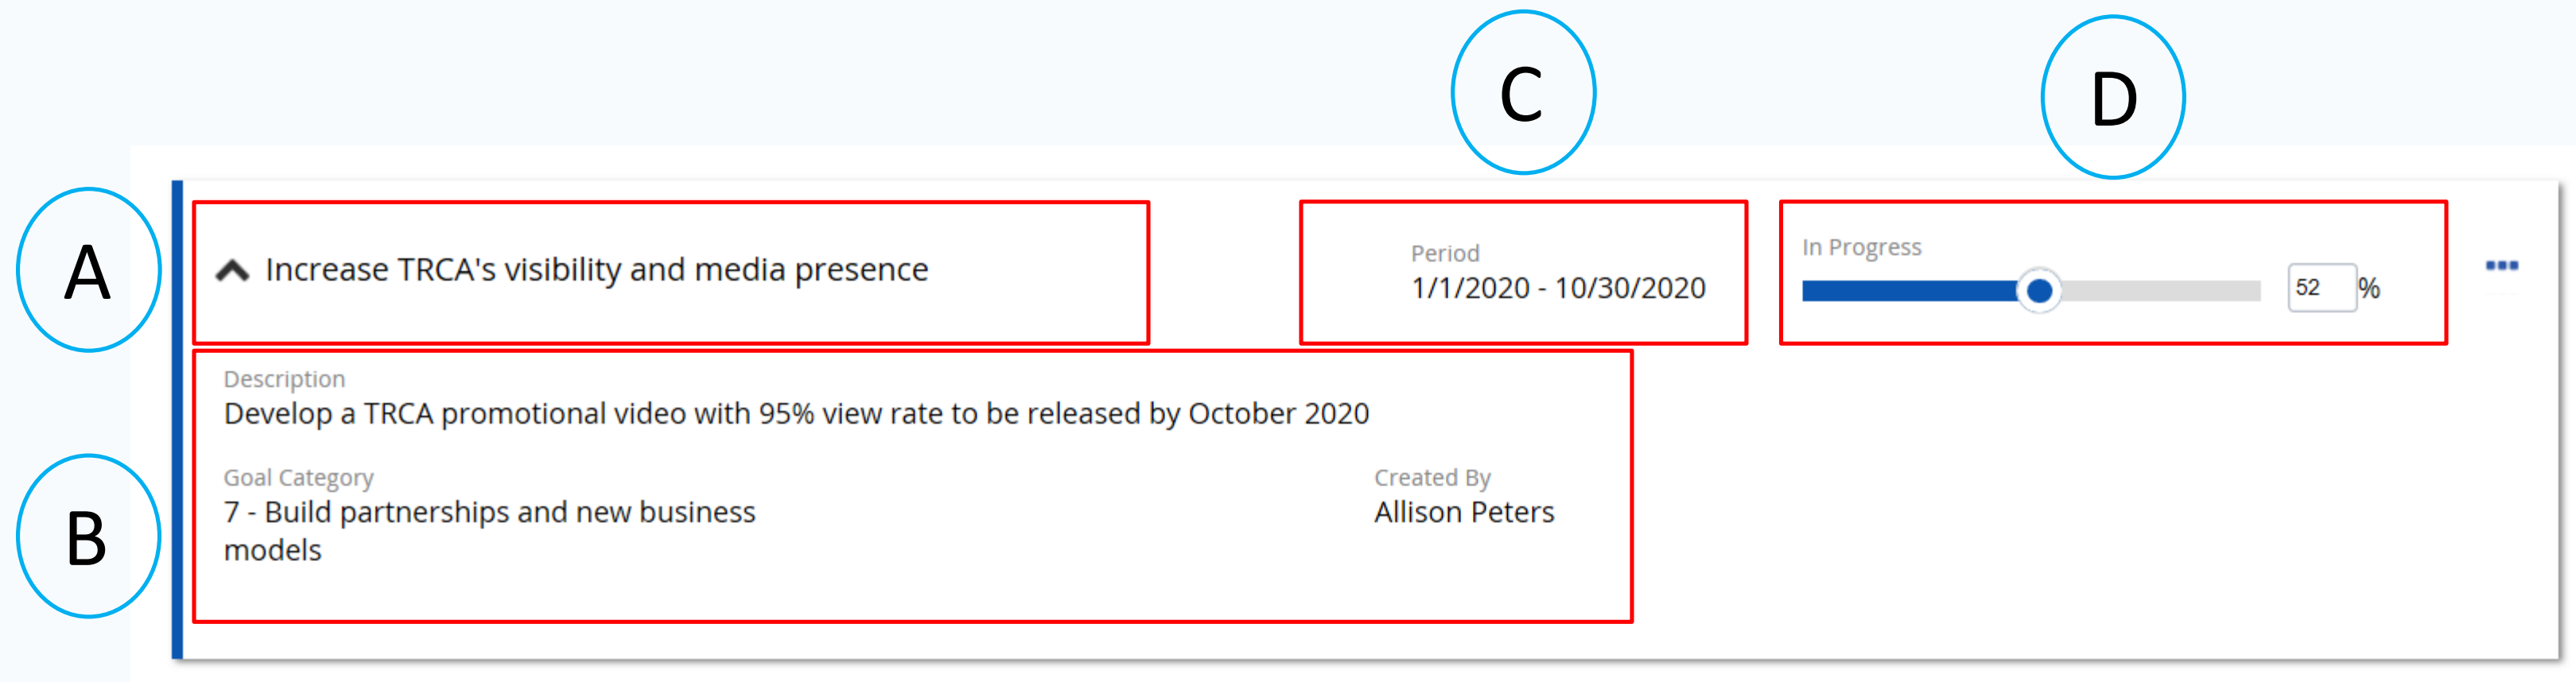 C
D
A
Increase TRCA's visibility and media presence
Period
1/1/2020 - 10/30/2020
In Progress
52 %
Description
Develop a TRCA promotional video with 95% view rate to be released by October 2020
B
Goal Category
7 - Build partnerships and new business
models
Created By
Allison Peters